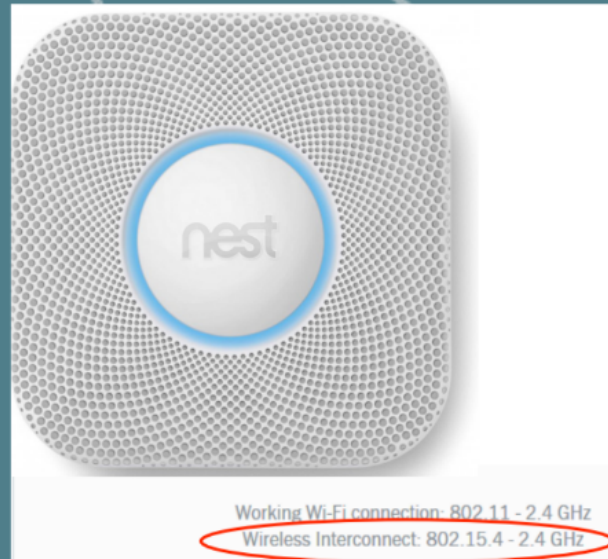 nest
Working Wi-Fi connection: 802.11 - 2.4 GHz
Wireless Interconnect: 802.15.4 - 2.4 GHz